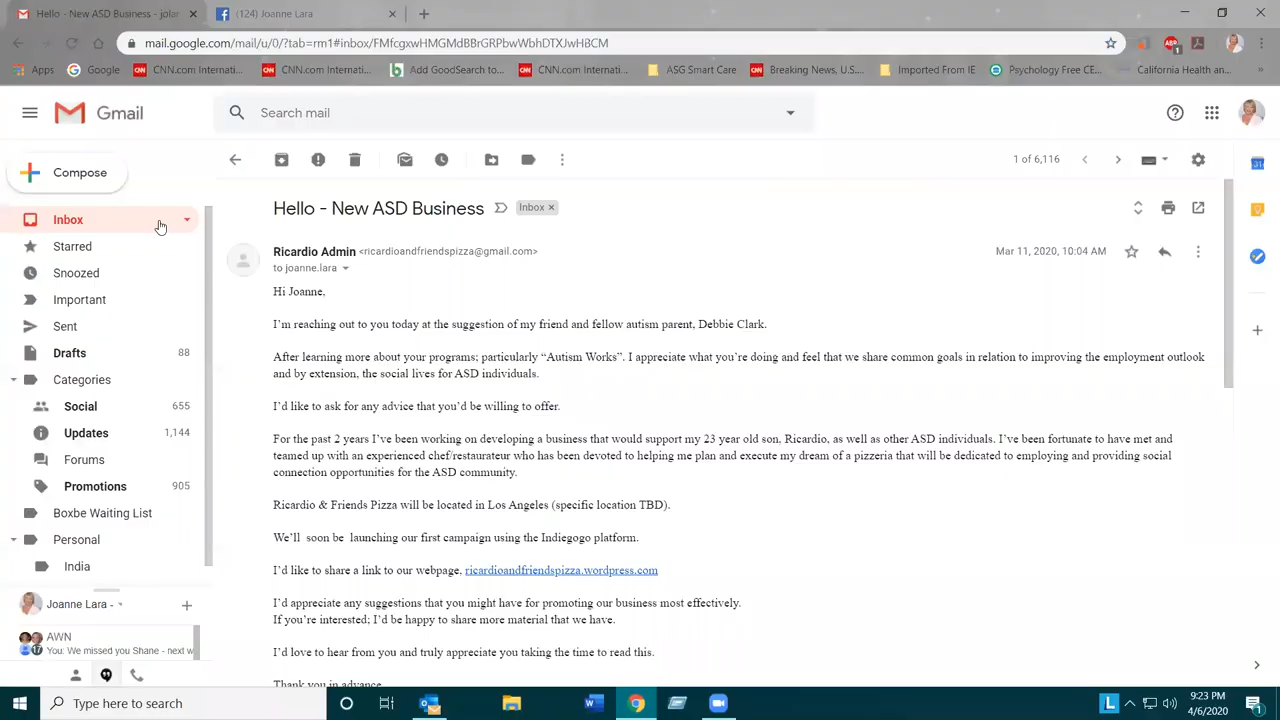 Hello - New ASD Business - jolar
(124) Joanne Lara
mail.google.com/mail/u/0/?tab=rm1#inbox/FMfcgxwHMGMdBBrGRPbwWbhDTXJwHBCM
Apps
Google
CNN.com Internati...
CNN.com Internati...
Add GoodSearch to...
CNN.com Internati...
ASG Smart Care
Breaking News, U.S....
Imported From IE
Psychology Free CE...
California Health an...
Gmail
Search mail
Compose
1 of 6,116
Inbox
Starred
Snoozed
Important
Sent
Drafts 88
Categories
Social 655
Updates 1,144
Forums
Promotions 905
Boxbe Waiting List
Personal
India
Joanne Lara -
AWN
You: We missed you Shane - next w
17
Hello - New ASD Business
Inbox ×
Ricardio Admin <ricardioandfriendspizza@gmail.com>
Mar 11, 2020, 10:04 AM
to joanne.lara
Hi Joanne,
I'm reaching out to you today at the suggestion of my friend and fellow autism parent, Debbie Clark.
After learning more about your programs; particularly “Autism Works”. I appreciate what you're doing and feel that we share common goals in relation to improving the employment outlook
and by extension, the social lives for ASD individuals.
I'd like to ask for any advice that you'd be willing to offer.
For the past 2 years I've been working on developing a business that would support my 23 year old son, Ricardio, as well as other ASD individuals. I've been fortunate to have met and
teamed up with an experienced chef/restaurateur who has been devoted to helping me plan and execute my dream of a pizzeria that will be dedicated to employing and providing social
connection opportunities for the ASD community.
Ricardio & Friends Pizza will be located in Los Angeles (specific location TBD).
We'll soon be launching our first campaign using the Indiegogo platform.
I'd like to share a link to our webpage, ricardioandfriendspizza.wordpress.com
I'd appreciate any suggestions that you might have for promoting our business most effectively.
If you're interested; I'd be happy to share more material that we have.
I'd love to hear from you and truly appreciate you taking the time to read this.
Thank you in advance
Type here to search
9:23 PM
4/6/2020